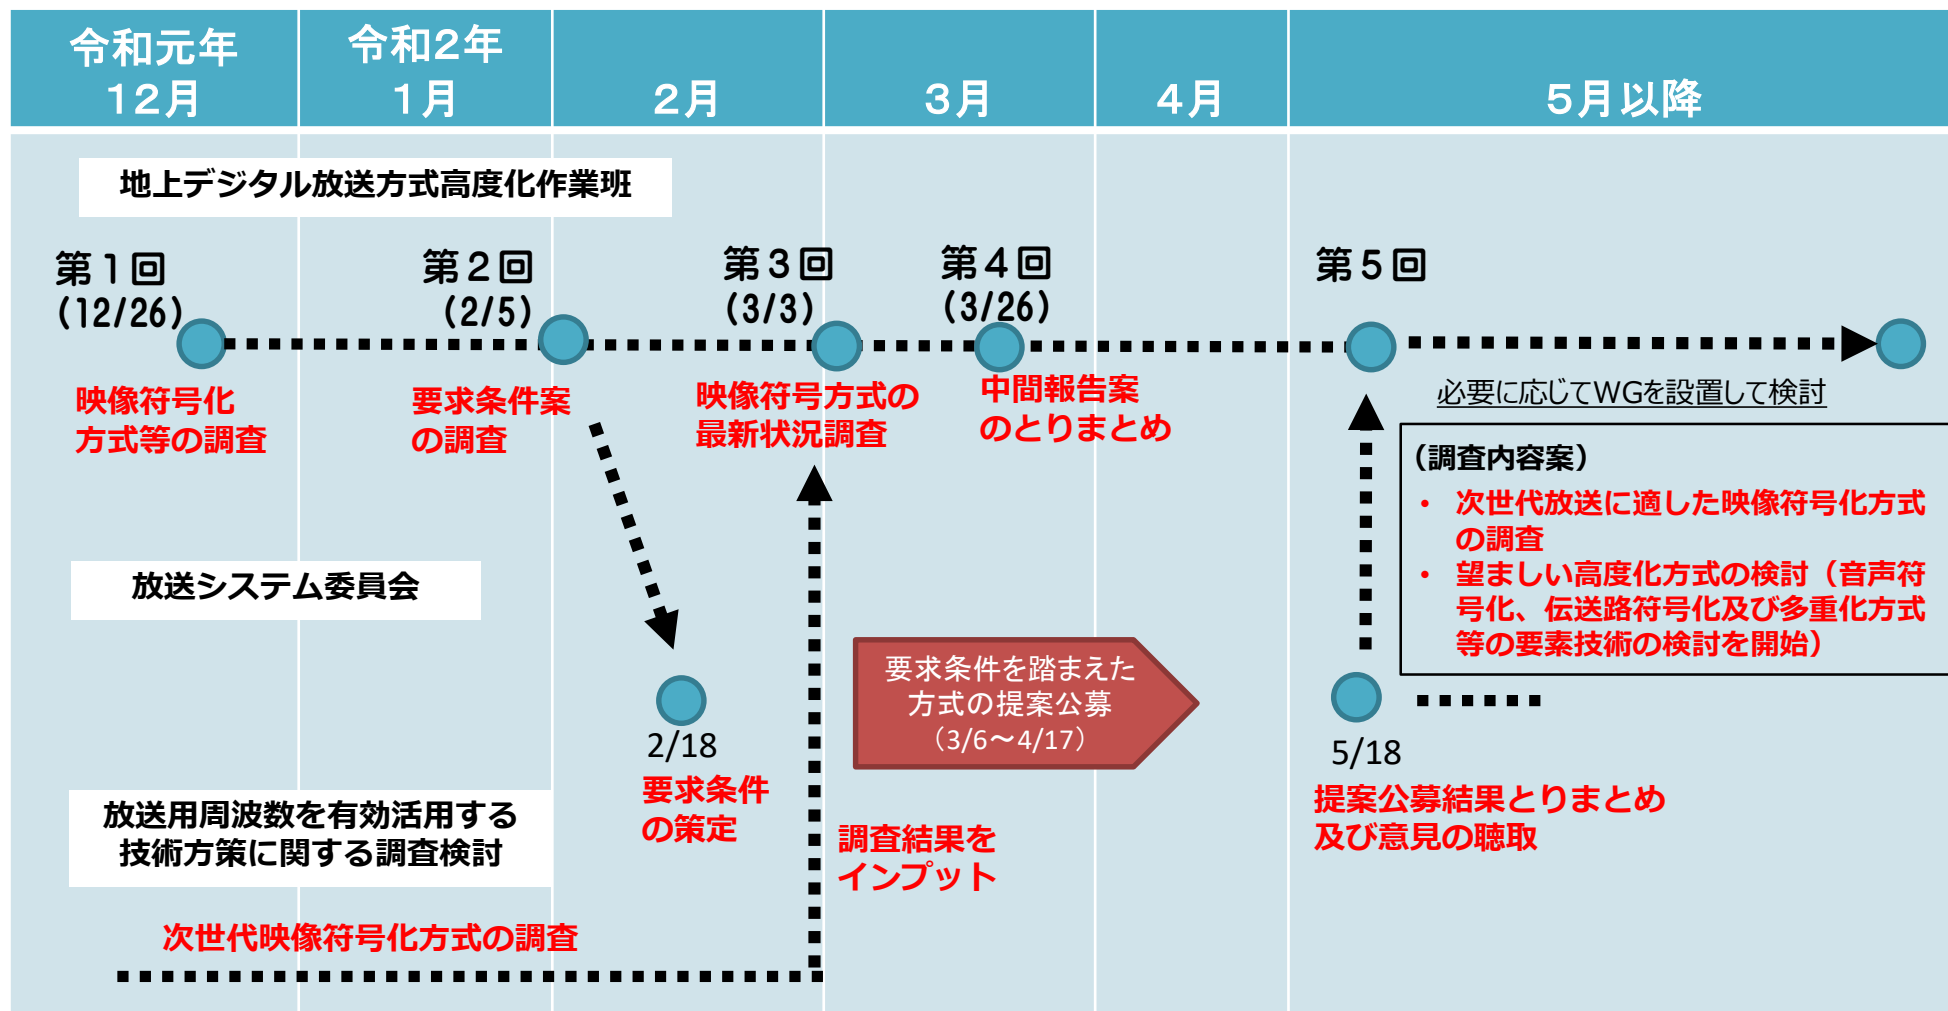 令和元年
12月
令和2年
1月
2月
3月
4月
5月以降
地上デジタル放送方式高度化作業班
第1回
(12/26)
第2回
(2/5)
第3回
(3/3)
第4回
(3/26)
第5回
映像符号化
方式等の調査
要求条件案
の調査
映像符号方式の
最新状況調査
中間報告案
のとりまとめ
必要に応じてWGを設置して検討
（調査内容案）
・ 次世代放送に適した映像符号化方式
の調査
・ 望ましい高度化方式の検討（音声符
号化、伝送路符号化及び多重化方式
等の要素技術の検討を開始）
放送システム委員会
2/18
要求条件
の策定
要求条件を踏まえた
方式の提案公募
（3/6～4/17）
5/18
提案公募結果とりまとめ
及び意見の聴取
放送用周波数を有効活用する
技術方策に関する調査検討
調査結果を
インプット
次世代映像符号化方式の調査